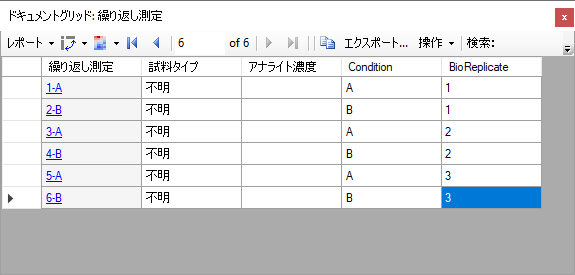 ドキュメントグリッド: 繰り返し測定
x
レポート 6 of 6 エクスポート... 操作 検索:
繰り返し測定 試料タイプ アナライト濃度 Condition BioReplicate
1-A 不明 A 1
2-B 不明 B 1
3-A 不明 A 2
4-B 不明 B 2
5-A 不明 A 3
6-B 不明 B 3